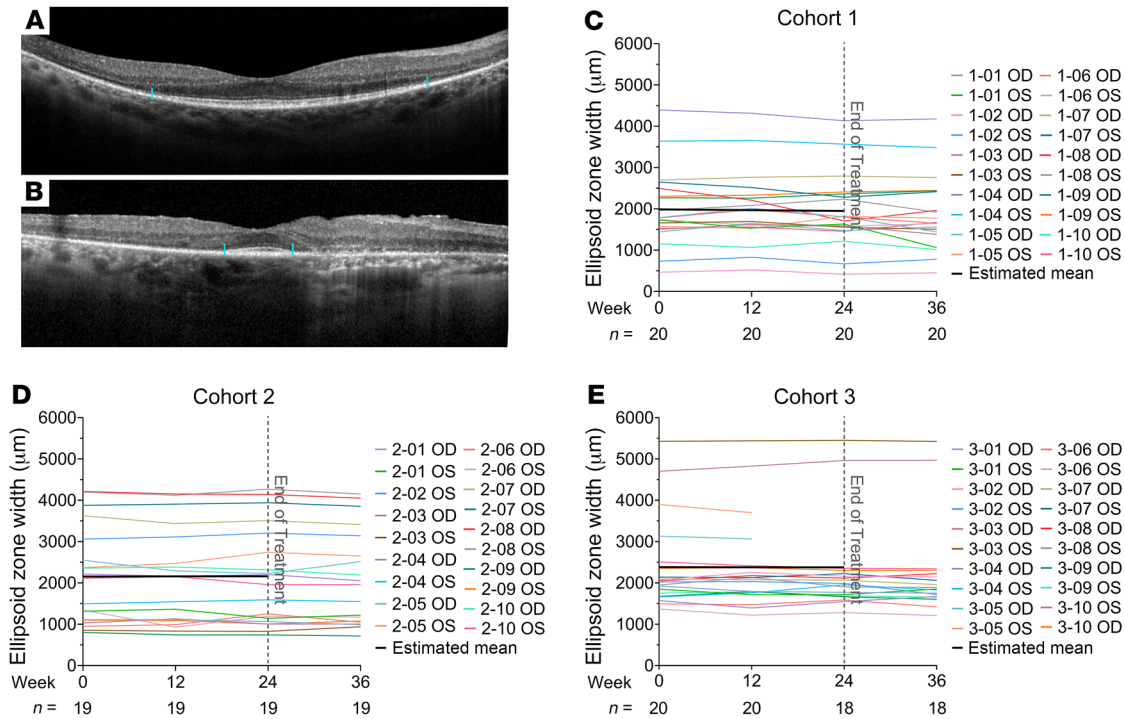 A
B
C
Cohort 1
Ellipsoid zone width (μm)
6000
5000
4000
3000
2000
1000
0
End of Treatment
Week 0 12 24 36
n = 20 20 20 20
1-01 OD 1-06 OD
1-01 OS 1-06 OS
1-02 OD 1-07 OD
1-02 OS 1-07 OS
1-03 OD 1-08 OD
1-03 OS 1-08 OS
1-04 OD 1-09 OD
1-04 OS 1-09 OS
1-05 OD 1-10 OD
1-05 OS 1-10 OS
Estimated mean
D
Cohort 2
Ellipsoid zone width (μm)
6000
5000
4000
3000
2000
1000
0
End of Treatment
Week 0 12 24 36
n = 19 19 19 19
2-01 OD 2-06 OD
2-01 OS 2-06 OS
2-02 OS 2-07 OD
2-03 OD 2-07 OS
2-03 OS 2-08 OD
2-04 OD 2-08 OS
2-04 OS 2-09 OD
2-05 OD 2-09 OS
2-05 OS 2-10 OD
2-10 OS
Estimated mean
E
Cohort 3
Ellipsoid zone width (μm)
6000
5000
4000
3000
2000
1000
0
End of Treatment
Week 0 12 24 36
n = 20 20 18 18
3-01 OD 3-06 OD
3-01 OS 3-06 OS
3-02 OD 3-07 OD
3-02 OS 3-07 OS
3-03 OD 3-08 OD
3-03 OS 3-08 OS
3-04 OD 3-09 OD
3-04 OS 3-09 OS
3-05 OD 3-10 OS
3-05 OS 3-10 OD
Estimated mean